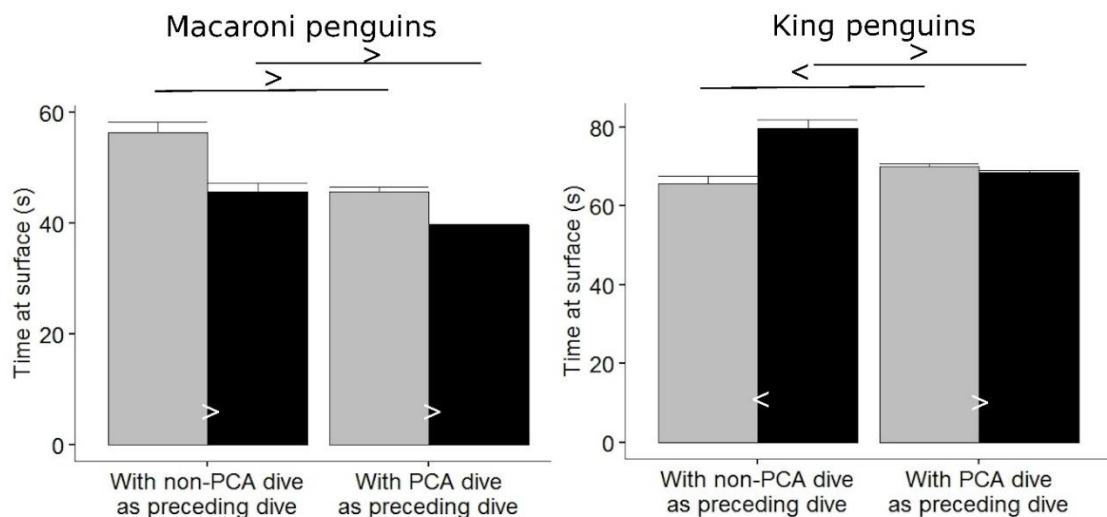 Macaroni penguins
>
>
Time at surface (s)
60
40
20
0
>
>
With non-PCA dive
as preceding dive
With PCA dive
as preceding dive
King penguins
>
<
Time at surface (s)
80
60
40
20
0
<
>
With non-PCA dive
as preceding dive
With PCA dive
as preceding dive